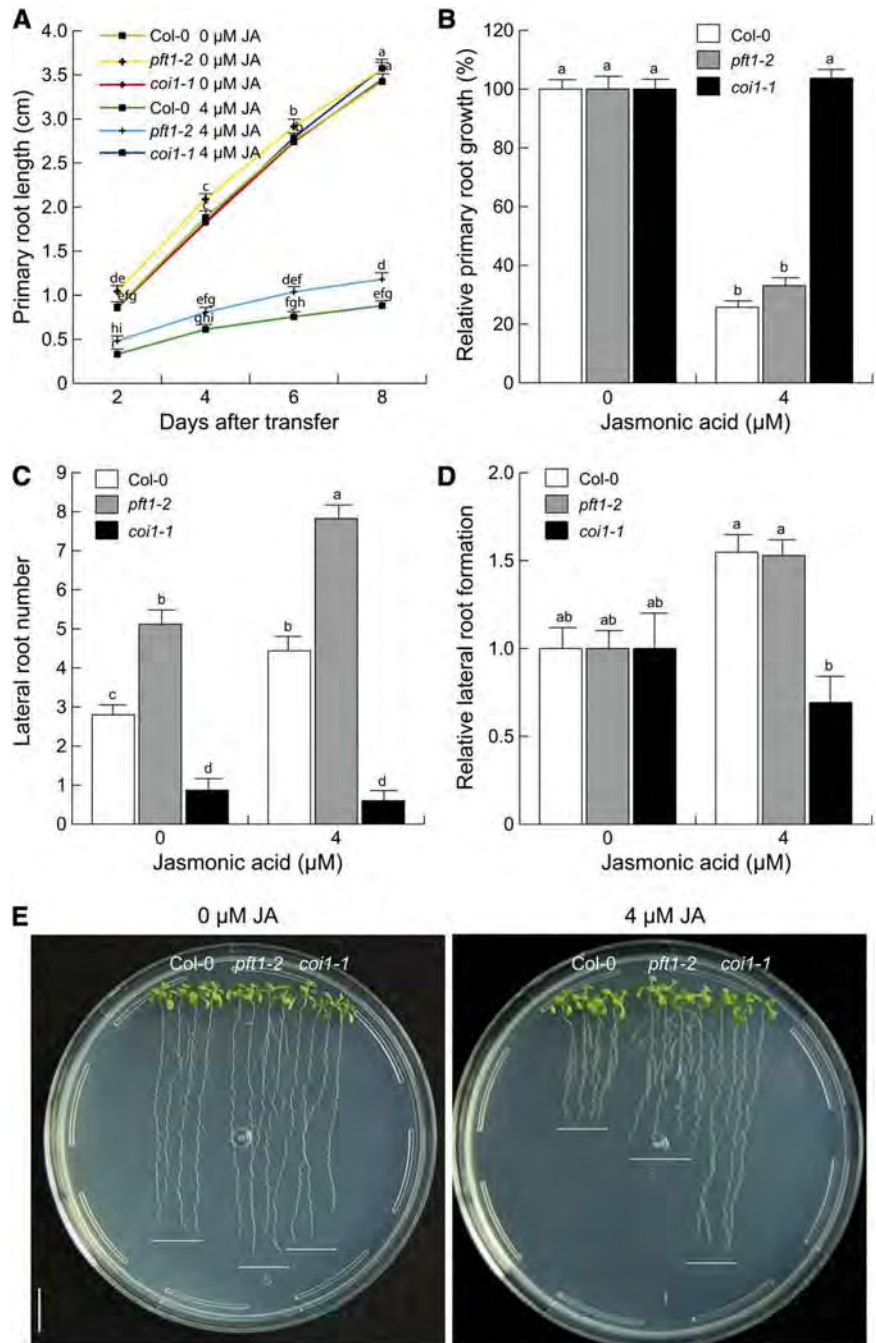 A
Col-0 0 µM JA
pft1-2 0 µM JA
coi1-1 0 µM JA
Col-0 4 µM JA
pft1-2 4 µM JA
coi1-1 4 µM JA
Primary root length (cm)
4.0
3.5
3.0
2.5
2.0
1.5
1.0
0.5
0
a
a
b
b
c
de
efg
hi
efg
ghi
def
fgh
d
efg
2 4 6 8
Days after transfer
B
Col-0
pft1-2
coi1-1
Relative primary root growth (%)
120
100
80
60
40
20
0
a a a
b b a
0 4
Jasmonic acid (µM)
C
Col-0
pft1-2
coi1-1
Lateral root number
9
8
7
6
5
4
3
2
1
0
c b d
b a d
0 4
Jasmonic acid (µM)
D
Col-0
pft1-2
coi1-1
Relative lateral root formation
2.0
1.5
1.0
0.5
0
ab ab ab
a a b
0 4
Jasmonic acid (µM)
E
0 µM JA
4 µM JA
Col-0 pft1-2 coi1-1
Col-0 pft1-2 coi1-1